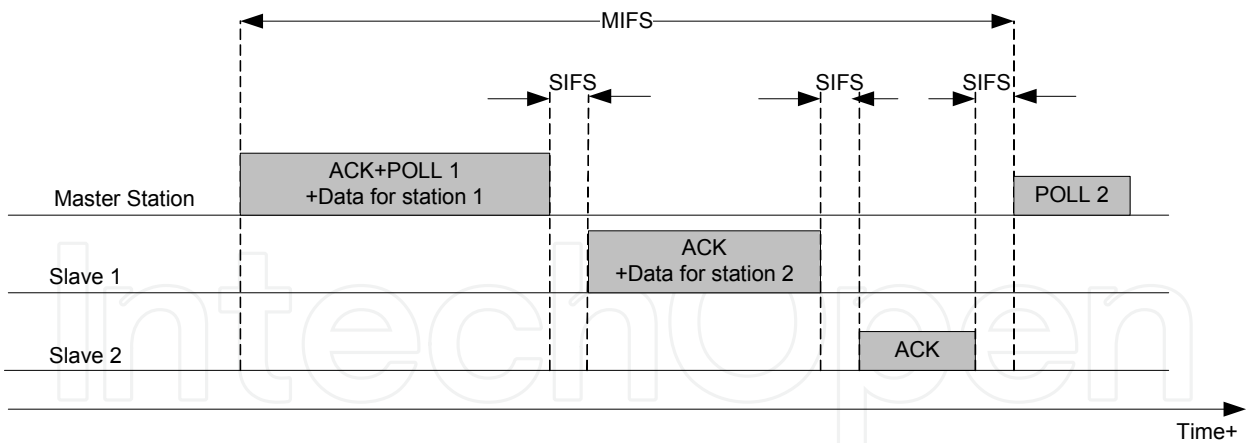 MIFS
SIFS
SIFS
SIFS
ACK+POLL 1
+Data for station 1
Master Station
POLL 2
ACK
+Data for station 2
Slave 1
Slave 2
ACK
IntechOpen
Time+